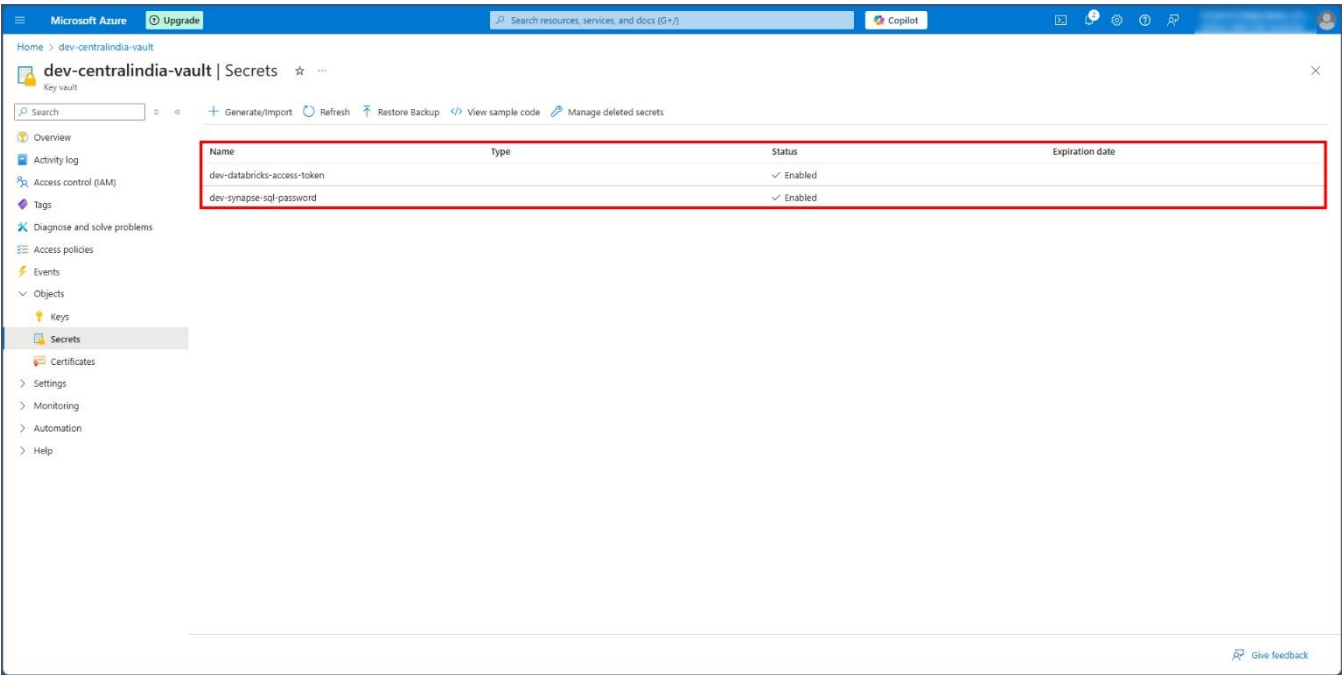 Microsoft Azure Upgrade Search resources, services, and docs (G+/) Copilot 2
Home > dev-centralindia-vault
dev-centralindia-vault | Secrets ☆ ...
Key vault
Search
Generate/Import Refresh Restore Backup View sample code Manage deleted secrets
Overview
Activity log
Access control (IAM)
Tags
Diagnose and solve problems
Access policies
Events
Objects
Keys
Secrets
Certificates
Settings
Monitoring
Automation
Help
Name Type Status Expiration date
dev-databricks-access-token ✓ Enabled
dev-synapse-sql-password ✓ Enabled
Give feedback